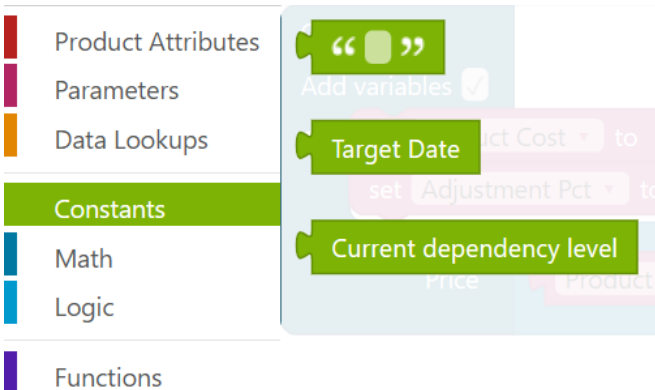 Product Attributes
Parameters
Data Lookups
Constants
Math
Logic
Functions
“ ”
Add variables
Target Date
uct Cost to
set Adjustment Pct
Current dependency level
Price Product